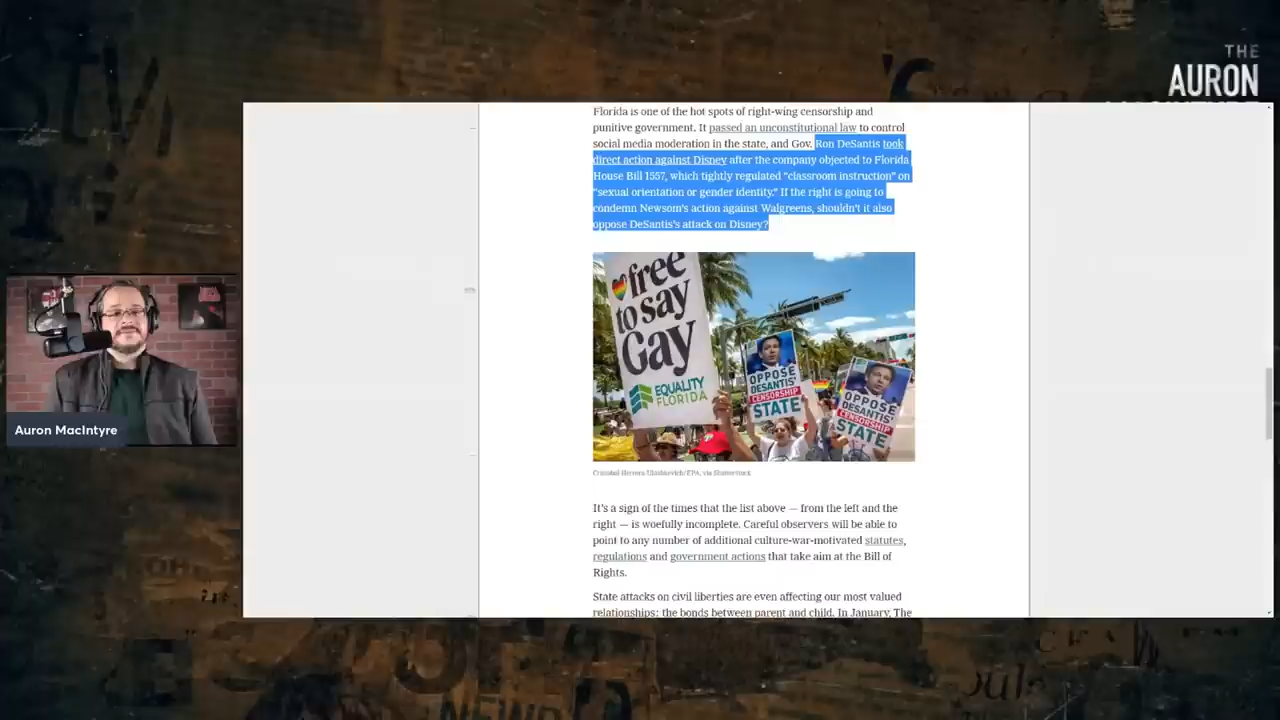 THE
AURON
Florida is one of the hot spots of right-wing censorship and
punitive government. It passed an unconstitutional law to control
social media moderation in the state, and Gov. Ron DeSantis took
direct action against Disney after the company objected to Florida
House Bill 1557, which tightly regulated “classroom instruction” on
“sexual orientation or gender identity.” If the right is going to
condemn Newsom’s action against Walgreens, shouldn’t it also
oppose DeSantis’s attack on Disney?
free
to say
Gay
EQUALITY
FLORIDA
OPPOSE
DESANTIS'
CENSORSHIP
STATE
OPPOSE
DESANTIS'
CENSORSHIP
STATE
Auron MacIntyre
It’s a sign of the times that the list above — from the left and the
right — is woefully incomplete. Careful observers will be able to
point to any number of additional culture-war-motivated statutes,
regulations and government actions that take aim at the Bill of
Rights.
State attacks on civil liberties are even affecting our most valued
relationships: the bonds between parent and child. In January, The